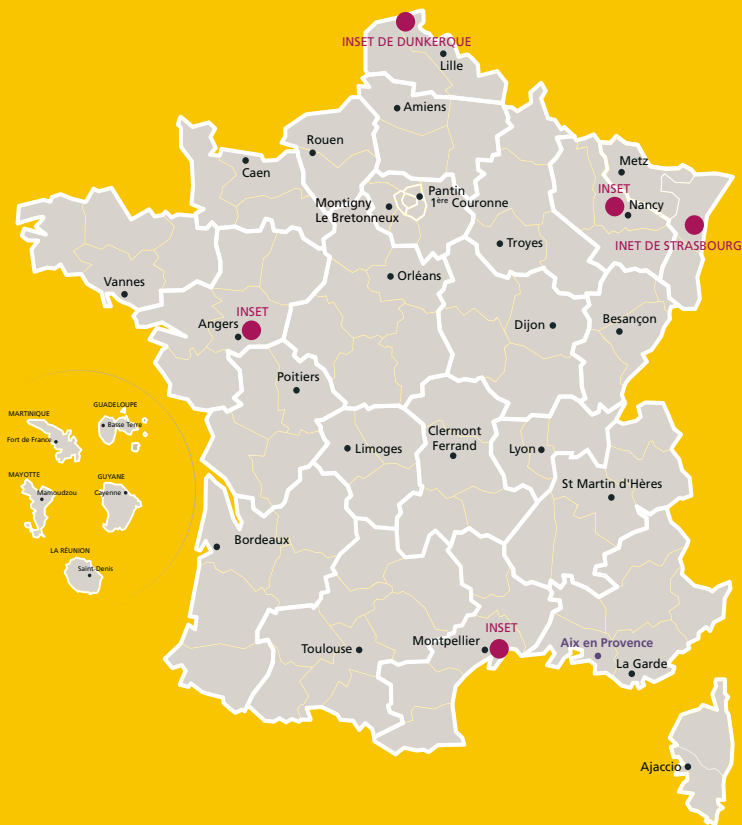 INSET DE DUNKERQUE
Lille
Amiens
Rouen
Caen
Metz
INSET
Nancy
Pantin
1ère Couronne
Montigny
Le Bretonneux
INET DE STRASBOURG
Troyes
Orléans
Vannes
INSET
Angers
Dijon
Besançon
Poitiers
MARTINIQUE
Fort de France
GUADELOUPE
Basse Terre
Clermont
Ferrand
Limoges
Lyon
MAYOTTE
Mamoudzou
GUYANE
Cayenne
St Martin d'Hères
LA RÉUNION
Saint-Denis
Bordeaux
INSET
Montpellier
Toulouse
Aix en Provence
La Garde
Ajaccio